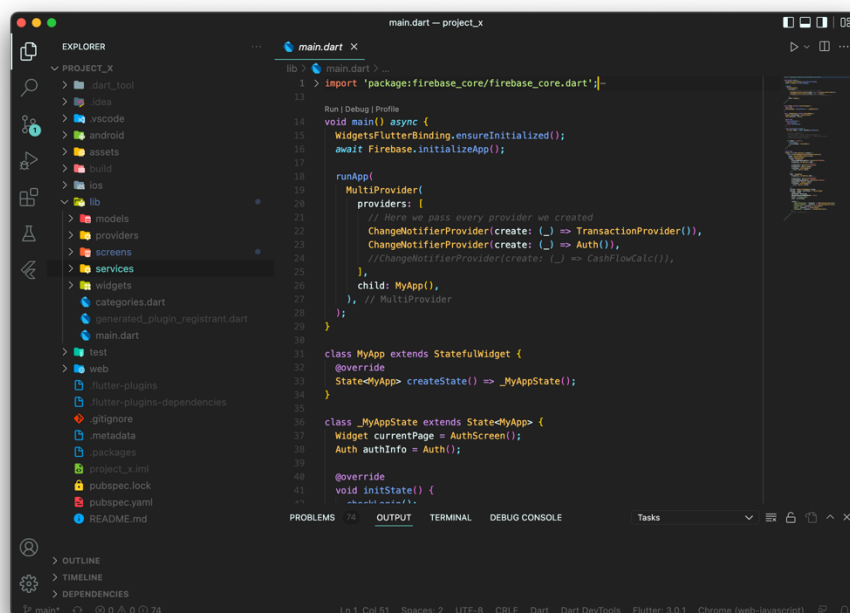 main.dart — project_x
EXPLORER
PROJECT_X
.dart_tool
.idea
.vscode
android
assets
build
ios
lib
models
providers
screens
services
widgets
categories.dart
generated_plugin_registrant.dart
main.dart
test
web
.flutter-plugins
.flutter-plugins-dependencies
.gitignore
.metadata
.packages
project_x.iml
pubspec.lock
pubspec.yaml
README.md
OUTLINE
TIMELINE
DEPENDENCIES
1
main.dart
lib > main.dart > ...
1 import 'package:firebase_core/firebase_core.dart';
13
Run | Debug | Profile
14 void main() async {
15 WidgetsFlutterBinding.ensureInitialized();
16 await Firebase.initializeApp();
17
18 runApp(
19 MultiProvider(
20 providers: [
21 // Here we pass every provider we created
22 ChangeNotifierProvider(create: (_) => TransactionProvider()),
23 ChangeNotifierProvider(create: (_) => Auth()),
24 //ChangeNotifierProvider(create: (_) => CashFlowCalc()),
25 ],
26 child: MyApp(),
27 ), // MultiProvider
28 );
29 }
30
31 class MyApp extends StatefulWidget {
32 @override
33 State<MyApp> createState() => _MyAppState();
34 }
35
36 class _MyAppState extends State<MyApp> {
37 Widget currentPage = AuthScreen();
38 Auth authInfo = Auth();
39
40 @override
41 void initState() {
PROBLEMS 74 OUTPUT TERMINAL DEBUG CONSOLE Tasks
main* 0 0 74 Ln 1, Col 51 Spaces: 2 UTF-8 CRLF Dart Dart DevTools Flutter: 3.0.1 Chrome (web-javascript)